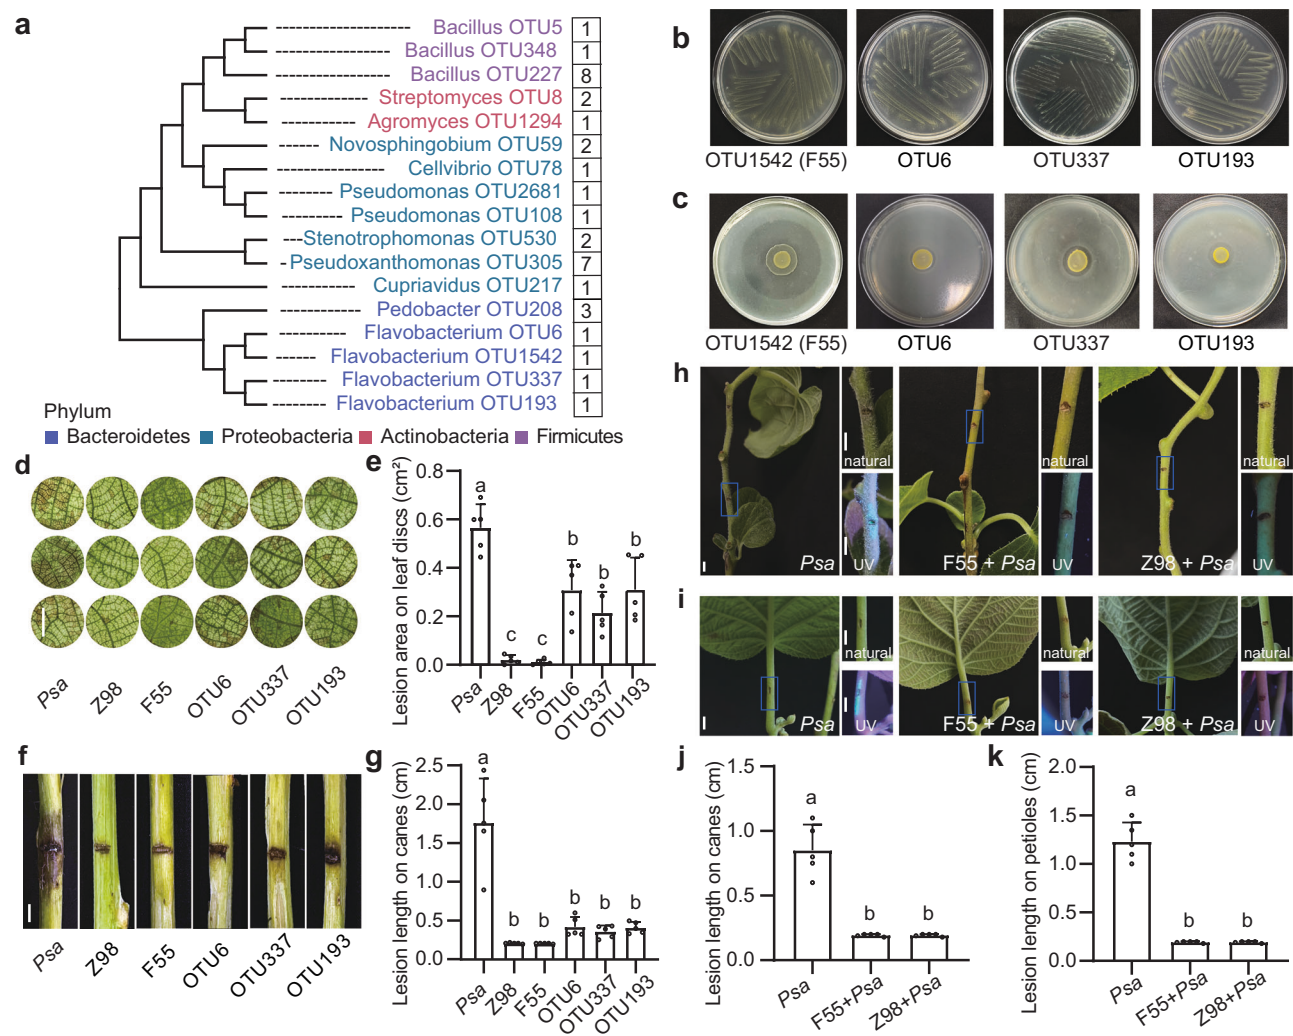 a
Bacillus OTU5 1
Bacillus OTU348 1
Bacillus OTU227 8
Streptomyces OTU8 2
Agromyces OTU1294 1
Novosphingobium OTU59 2
Cellvibrio OTU78 1
Pseudomonas OTU2681 1
Pseudomonas OTU108 1
Stenotrophomonas OTU530 2
Pseudoxanthomonas OTU305 7
Cupriavidus OTU217 1
Pedobacter OTU208 3
Flavobacterium OTU6 1
Flavobacterium OTU1542 1
Flavobacterium OTU337 1
Flavobacterium OTU193 1
Phylum
Bacteroidetes Proteobacteria Actinobacteria Firmicutes
b
OTU1542 (F55) OTU6 OTU337 OTU193
c
OTU1542 (F55) OTU6 OTU337 OTU193
d
Psa Z98 F55 OTU6 OTU337 OTU193
e
Lesion area on leaf discs (cm²)
0.8
0.6
0.4
0.2
0.0
a c c b b b
Psa Z98 F55 OTU6 OTU337 OTU193
f
Psa Z98 F55 OTU6 OTU337 OTU193
g
Lesion length on canes (cm)
2.5
2.0
1.5
1.0
0.5
0.0
a b b b b b
Psa Z98 F55 OTU6 OTU337 OTU193
h
natural natural natural
Psa UV F55 + Psa UV Z98 + Psa UV
i
natural natural natural
Psa UV F55 + Psa UV Z98 + Psa UV
j
Lesion length on canes (cm)
1.5
1.0
0.5
0.0
a b b
Psa F55+Psa Z98+Psa
k
Lesion length on petioles (cm)
2.0
1.5
1.0
0.5
0.0
a b b
Psa F55+Psa Z98+Psa